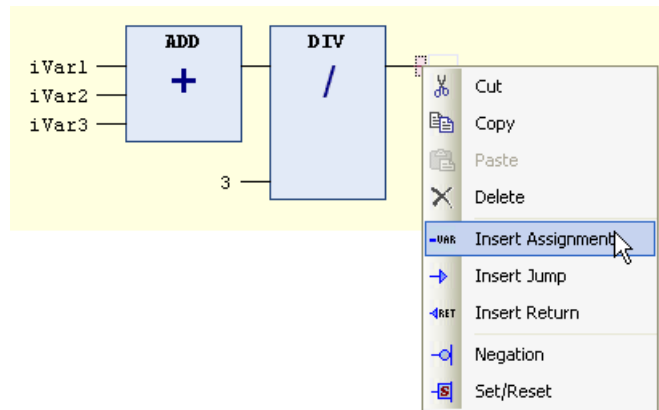 ADD
DIV
iVar1
iVar2
iVar3
+
/
3
Cut
Copy
Paste
Delete
=VAR Insert Assignment
Insert Jump
RET Insert Return
Negation
S Set/Reset